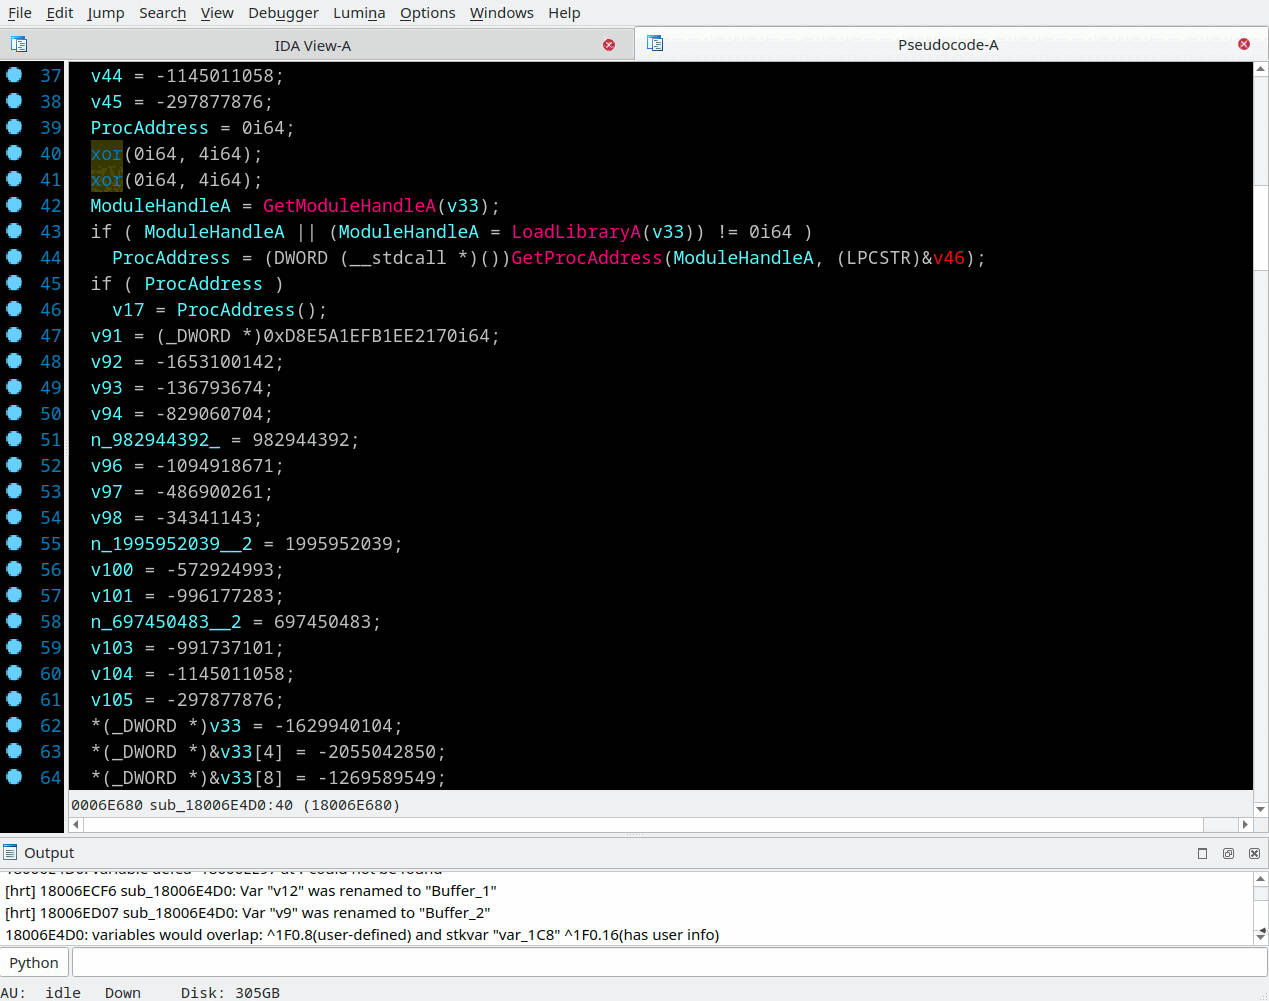 File Edit Jump Search View Debugger Lumina Options Windows Help
IDA View-A Pseudocode-A
37 v44 = -1145011058;
38 v45 = -297877876;
39 ProcAddress = 0i64;
40 xor(0i64, 4i64);
41 xor(0i64, 4i64);
42 ModuleHandleA = GetModuleHandleA(v33);
43 if ( ModuleHandleA || (ModuleHandleA = LoadLibraryA(v33)) != 0i64 )
44 ProcAddress = (DWORD (__stdcall *)())GetProcAddress(ModuleHandleA, (LPCSTR)&v46);
45 if ( ProcAddress )
46 v17 = ProcAddress();
47 v91 = (_DWORD *)0xD8E5A1EFB1EE2170i64;
48 v92 = -1653100142;
49 v93 = -136793674;
50 v94 = -829060704;
51 n_982944392_ = 982944392;
52 v96 = -1094918671;
53 v97 = -486900261;
54 v98 = -34341143;
55 n_1995952039__2 = 1995952039;
56 v100 = -572924993;
57 v101 = -996177283;
58 n_697450483__2 = 697450483;
59 v103 = -991737101;
60 v104 = -1145011058;
61 v105 = -297877876;
62 *(_DWORD *)v33 = -1629940104;
63 *(_DWORD *)&v33[4] = -2055042850;
64 *(_DWORD *)&v33[8] = -1269589549;
0006E680 sub_18006E4D0:40 (18006E680)
Output
[hrt] 18006ECF6 sub_18006E4D0: Var "v12" was renamed to "Buffer_1"
[hrt] 18006ED07 sub_18006E4D0: Var "v9" was renamed to "Buffer_2"
18006E4D0: variables would overlap: ^1F0.8(user-defined) and stkvar "var_1C8" ^1F0.16(has user info)
Python
AU: idle Down Disk: 305GB